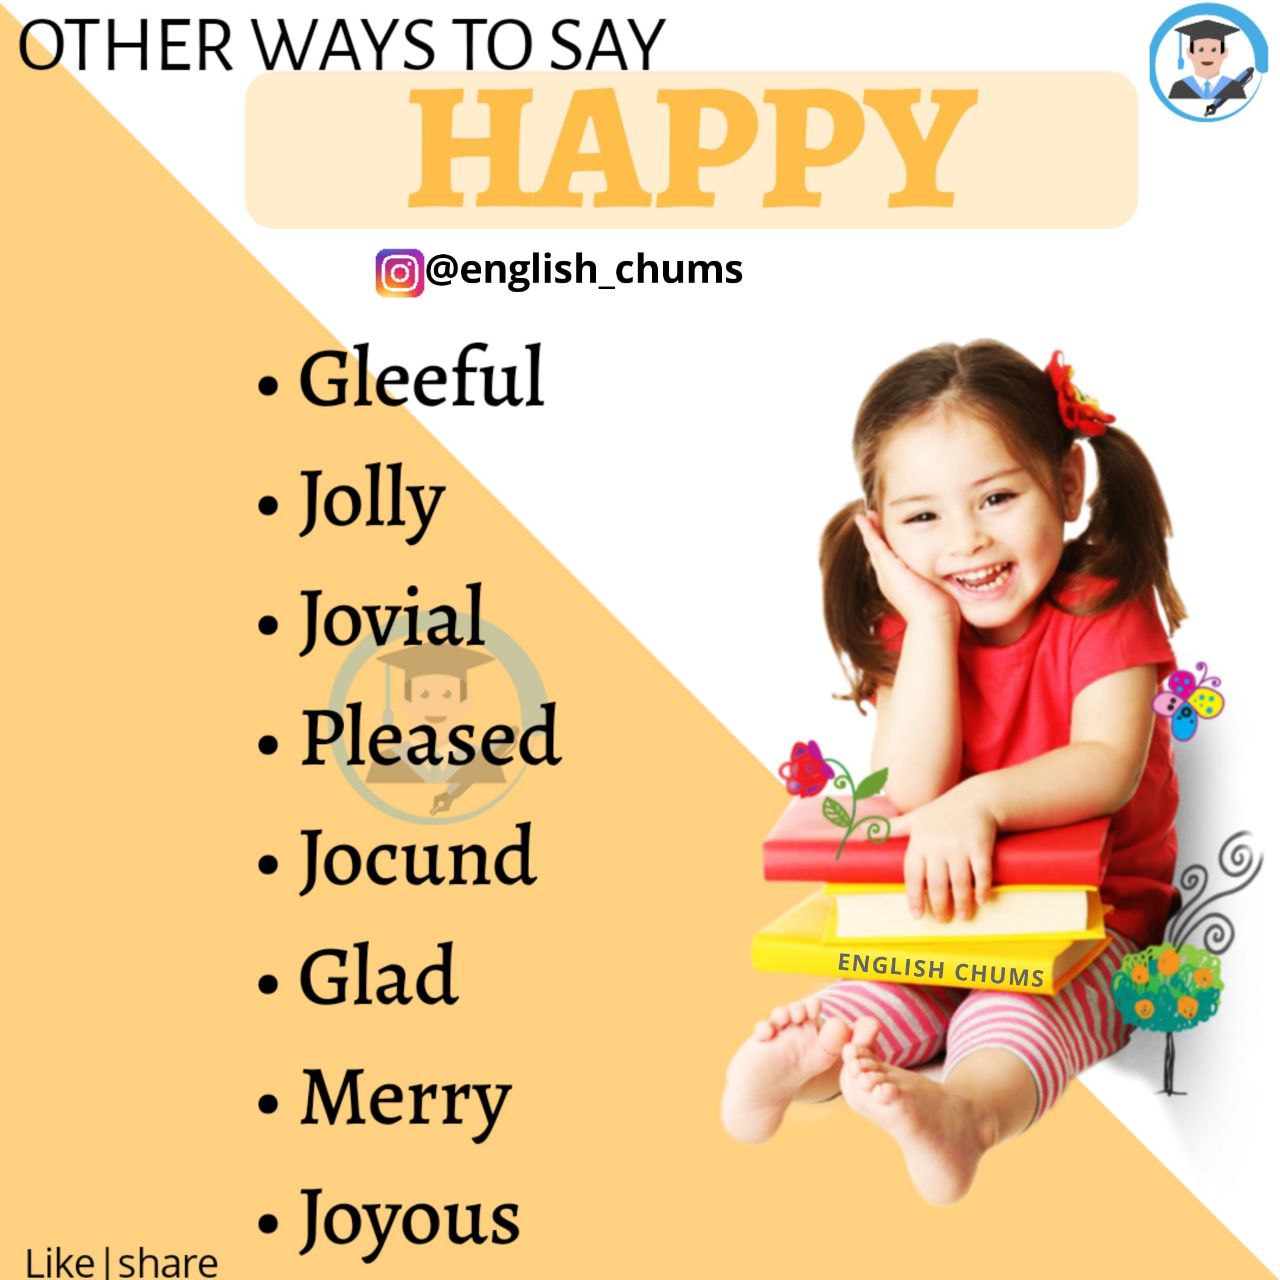 OTHER WAYS TO SAY
HAPPY
@english_chums
• Gleeful
• Jolly
• Jovial
• Pleased
• Jocund
• Glad
• Merry
• Joyous
ENGLISH CHUMS
Like|share